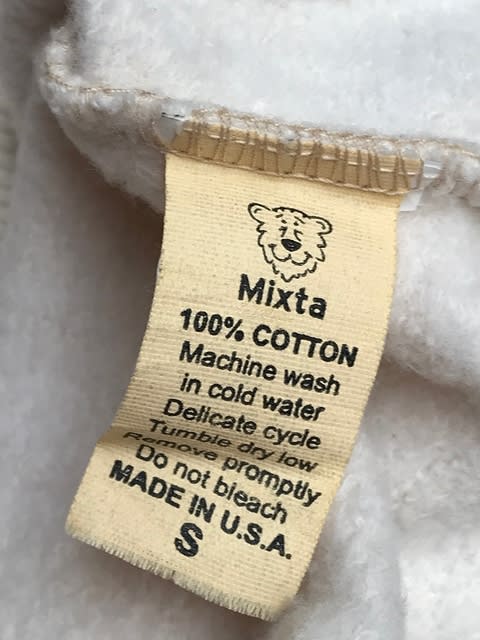 Mixta
100% COTTON
Machine wash
in cold water
Delicate cycle
Tumble dry low
Remove promptly
Do not bleach
MADE IN U.S.A.
S